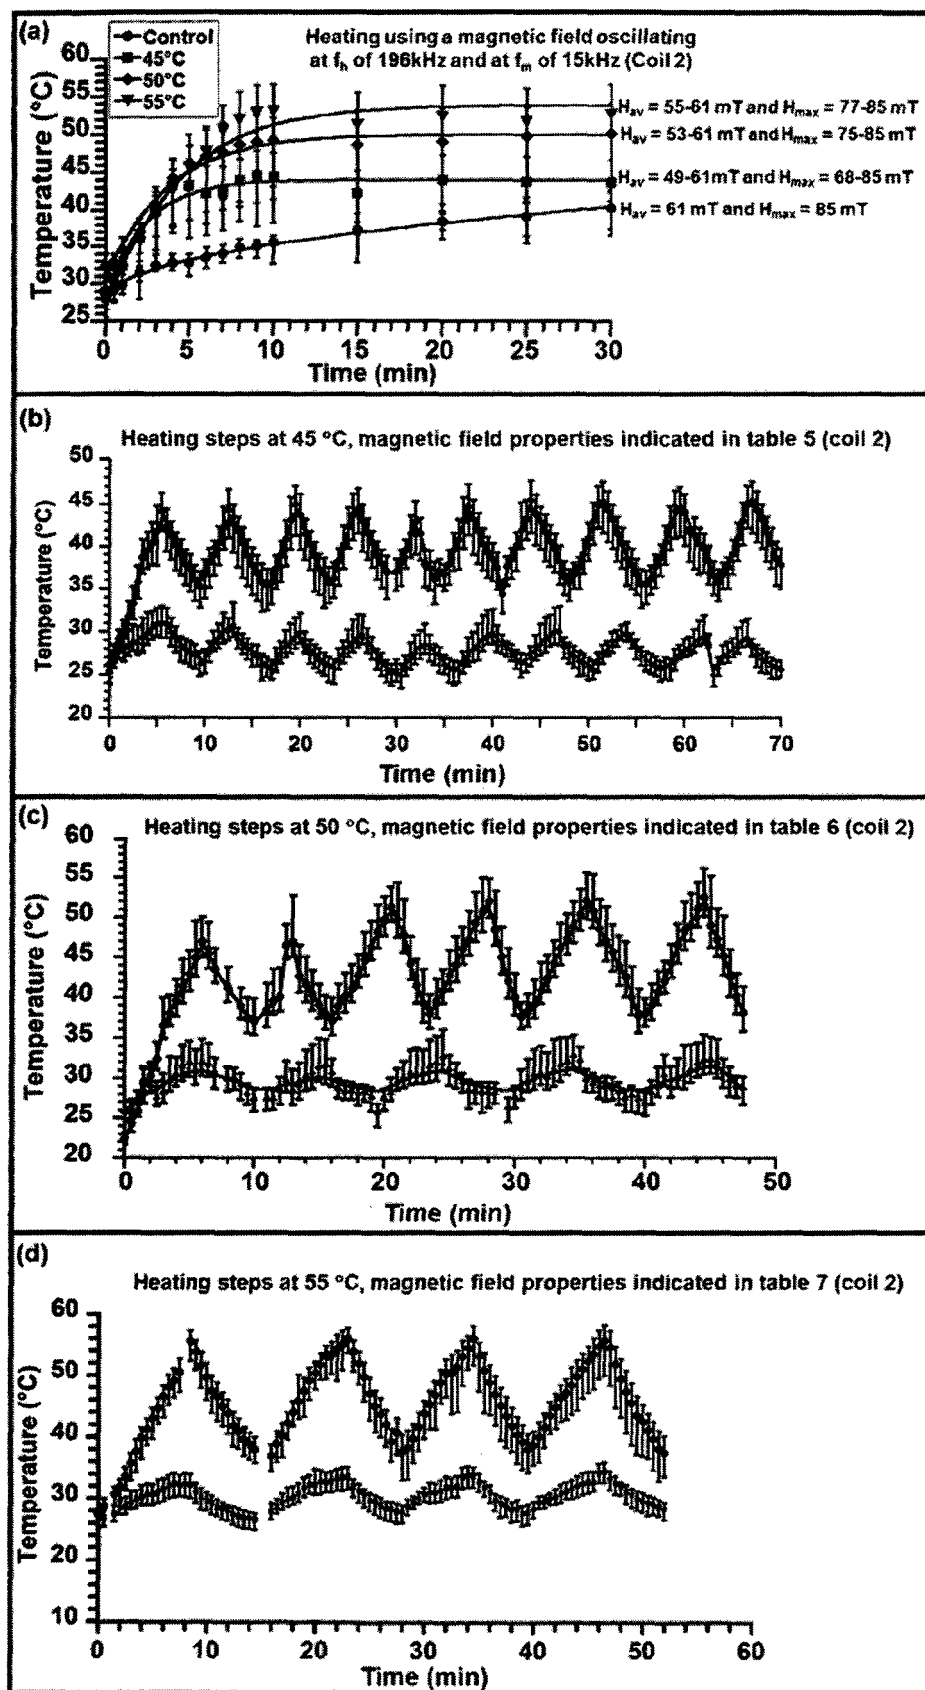 (a)
Control
45°C
50°C
55°C
Heating using a magnetic field oscillating
at fh of 196kHz and at fm of 15kHz (Coil 2)
Temperature (°C)
60
55
50
45
40
35
30
25
Hav = 55-61 mT and Hmax = 77-85 mT
Hav = 53-61 mT and Hmax = 75-85 mT
Hav = 49-61mT and Hmax = 68-85 mT
Hav = 61 mT and Hmax = 85 mT
0 5 10 15 20 25 30
Time (min)
(b)
Heating steps at 45 °C, magnetic field properties indicated in table 5 (coil 2)
Temperature (°C)
50
45
40
35
30
25
20
0 10 20 30 40 50 60 70
Time (min)
(c)
Heating steps at 50 °C, magnetic field properties indicated in table 6 (coil 2)
Temperature (°C)
60
55
50
45
40
35
30
25
20
0 10 20 30 40 50
Time (min)
(d)
Heating steps at 55 °C, magnetic field properties indicated in table 7 (coil 2)
Temperature (°C)
60
50
40
30
20
10
0 10 20 30 40 50 60
Time (min)